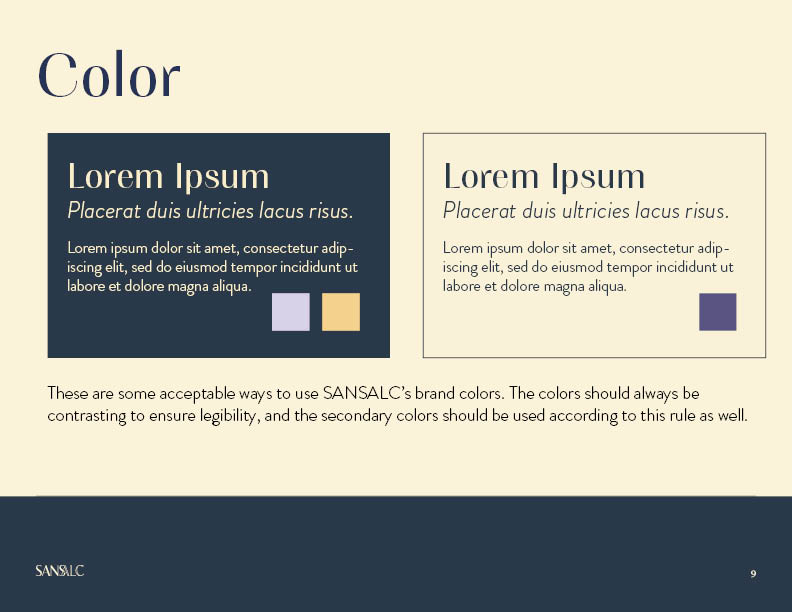 Color
Lorem Ipsum
Placerat duis ultricies lacus risus.
Lorem ipsum dolor sit amet, consectetur adip-
iscing elit, sed do eiusmod tempor incididunt ut
labore et dolore magna aliqua.
Lorem Ipsum
Placerat duis ultricies lacus risus.
Lorem ipsum dolor sit amet, consectetur adip-
iscing elit, sed do eiusmod tempor incididunt ut
labore et dolore magna aliqua.
These are some acceptable ways to use SANSALC’s brand colors. The colors should always be
contrasting to ensure legibility, and the secondary colors should be used according to this rule as well.
SANSALC
9